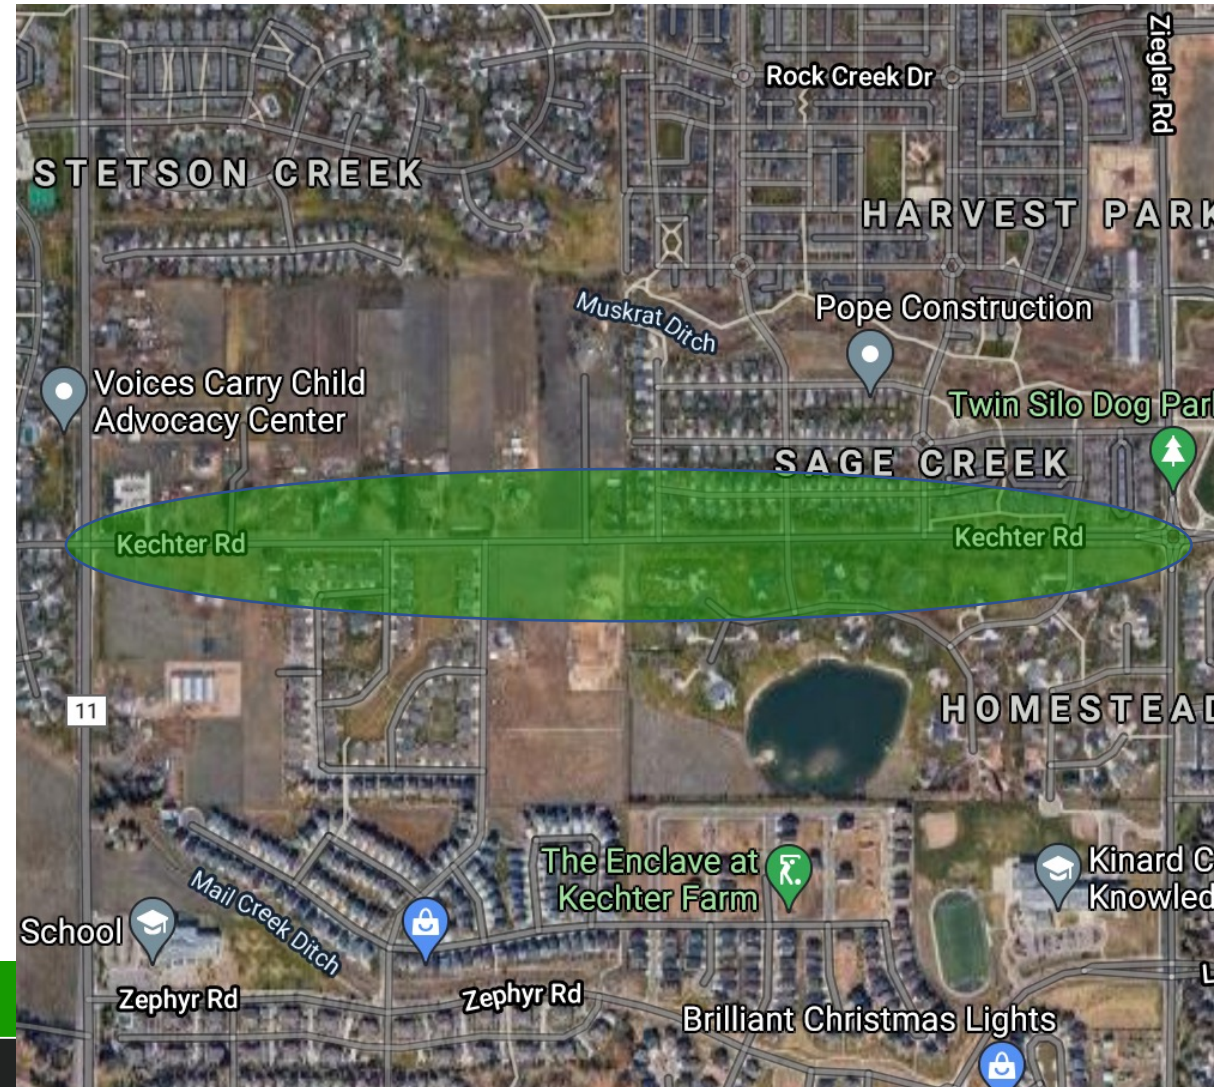 Ziegler Rd
Rock Creek Dr
STETSON CREEK
HARVEST PARK
Muskrat Ditch
Pope Construction
Voices Carry Child
Advocacy Center
Twin Silo Dog Park
SAGE CREEK
Kechter Rd
Kechter Rd
11
HOMESTEAD
The Enclave at
Kechter Farm
Kinard C
Knowled
Mail Creek Ditch
School
L
Zephyr Rd
Zephyr Rd
Brilliant Christmas Lights